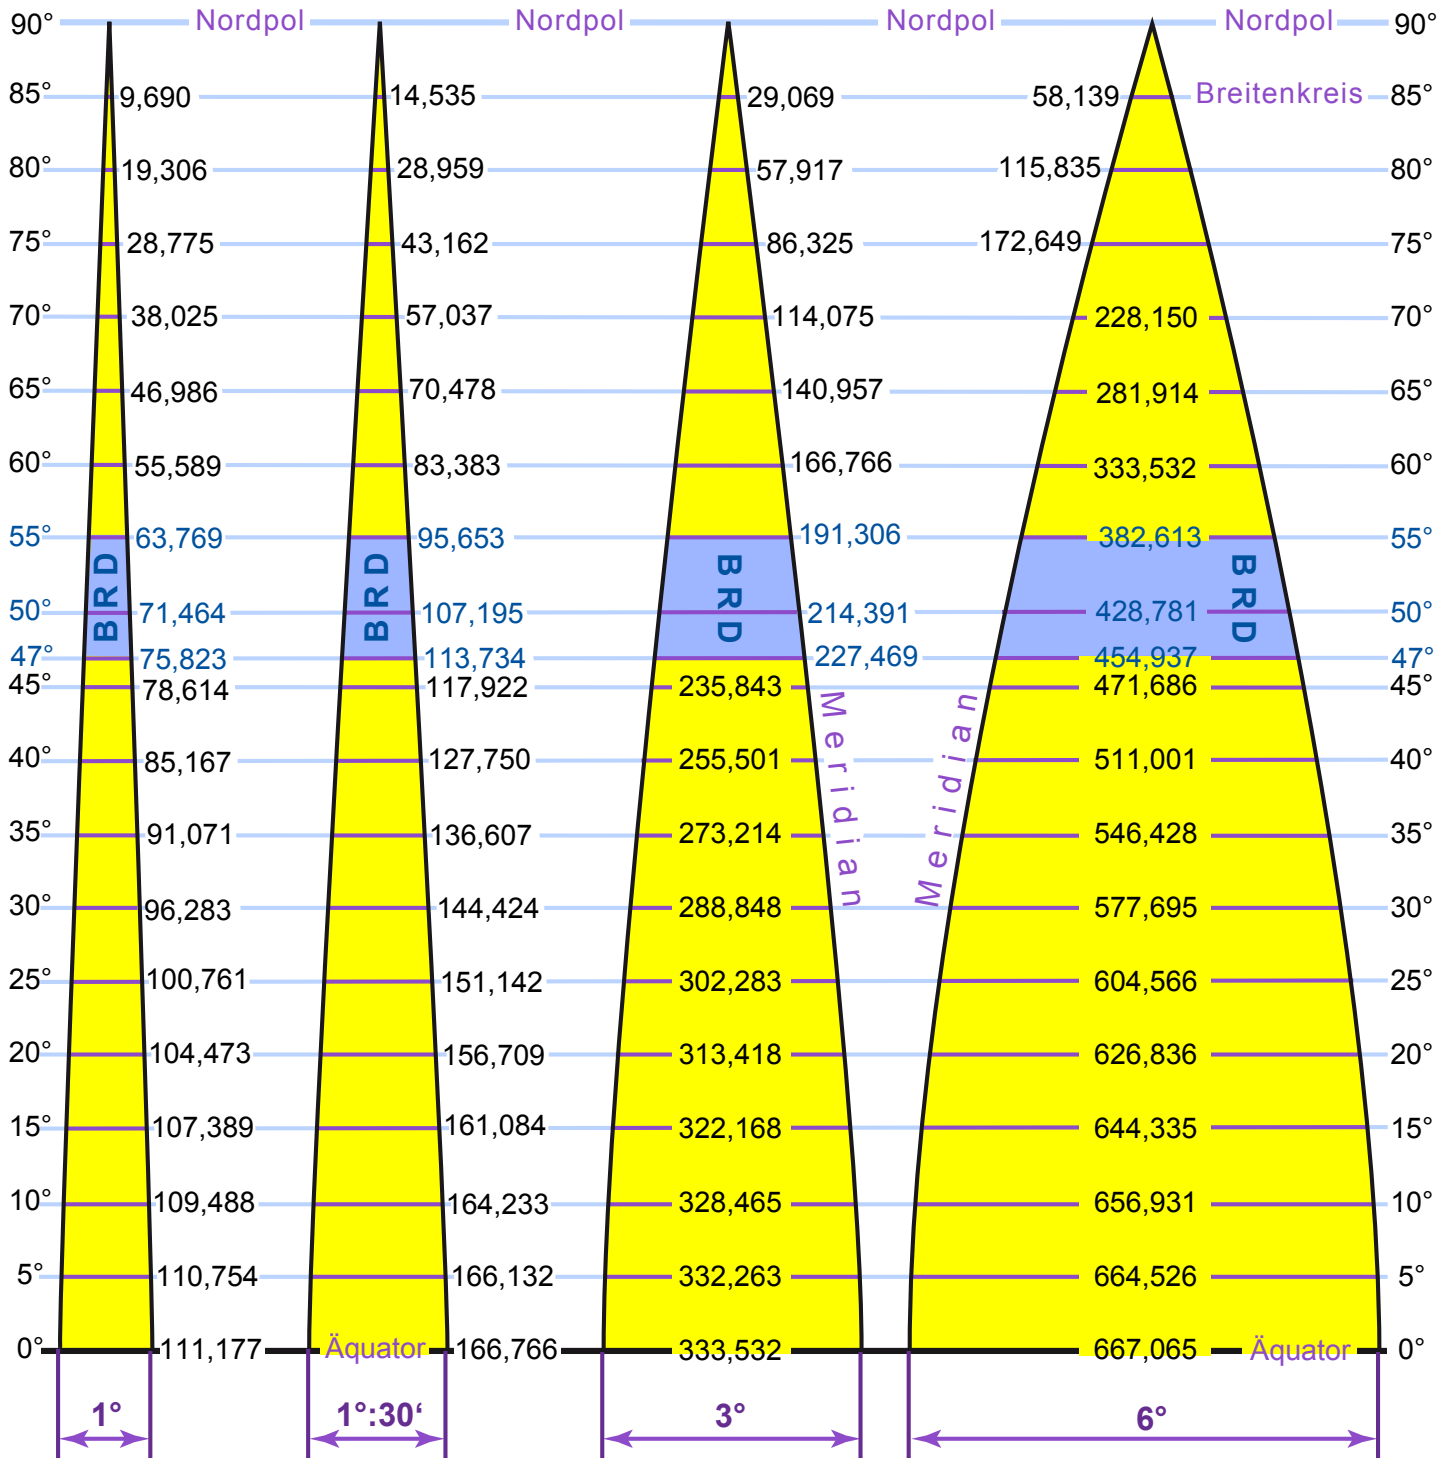 90° Nordpol Nordpol Nordpol Nordpol 90°
85° 9,690 14,535 29,069 58,139 Breitenkreis 85°
80° 19,306 28,959 57,917 115,835 80°
75° 28,775 43,162 86,325 172,649 75°
70° 38,025 57,037 114,075 228,150 70°
65° 46,986 70,478 140,957 281,914 65°
60° 55,589 83,383 166,766 333,532 60°
55° 63,769 95,653 191,306 382,613 55°
BRD BRD BRD BRD
50° 71,464 107,195 214,391 428,781 50°
47° 75,823 113,734 227,469 454,937 47°
45° 78,614 117,922 235,843 471,686 45°
Meridian Meridian
40° 85,167 127,750 255,501 511,001 40°
35° 91,071 136,607 273,214 546,428 35°
30° 96,283 144,424 288,848 577,695 30°
25° 100,761 151,142 302,283 604,566 25°
20° 104,473 156,709 313,418 626,836 20°
15° 107,389 161,084 322,168 644,335 15°
10° 109,488 164,233 328,465 656,931 10°
5° 110,754 166,132 332,263 664,526 5°
0° 111,177 Äquator 166,766 333,532 667,065 Äquator 0°
1° 1°:30‘ 3° 6°